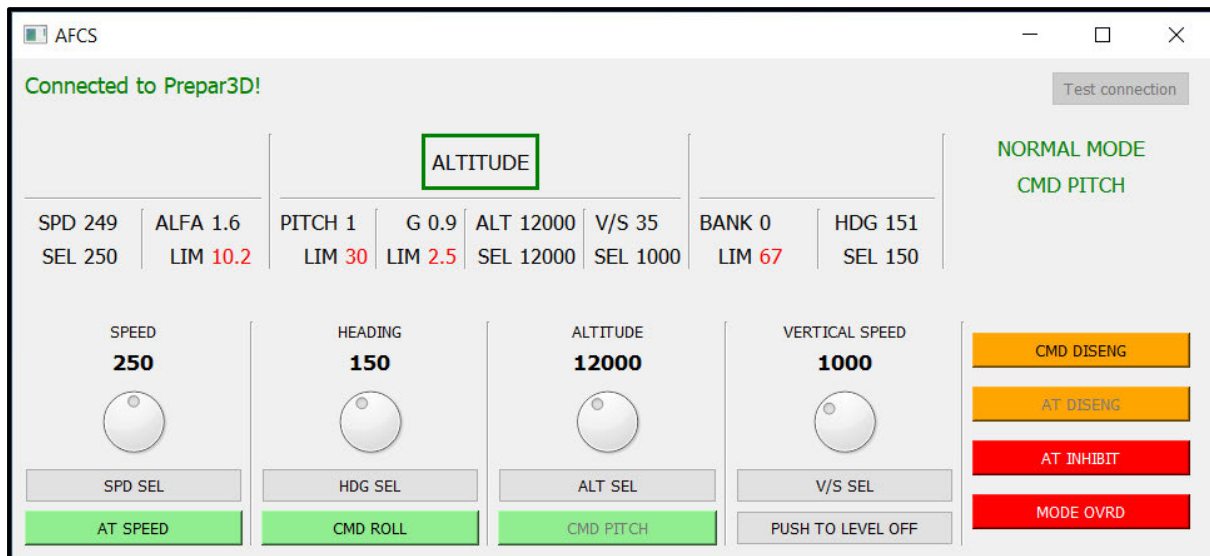 AFCS
Connected to Prepar3D!
Test connection
ALTITUDE
NORMAL MODE
CMD PITCH
SPD 249 ALFA 1.6 PITCH 1 G 0.9 ALT 12000 V/S 35 BANK 0 HDG 151
SEL 250 LIM 10.2 LIM 30 LIM 2.5 SEL 12000 SEL 1000 LIM 67 SEL 150
SPEED HEADING ALTITUDE VERTICAL SPEED
250 150 12000 1000
CMD DISENG
AT DISENG
AT INHIBIT
SPD SEL HDG SEL ALT SEL V/S SEL
MODE OVRD
AT SPEED CMD ROLL CMD PITCH PUSH TO LEVEL OFF